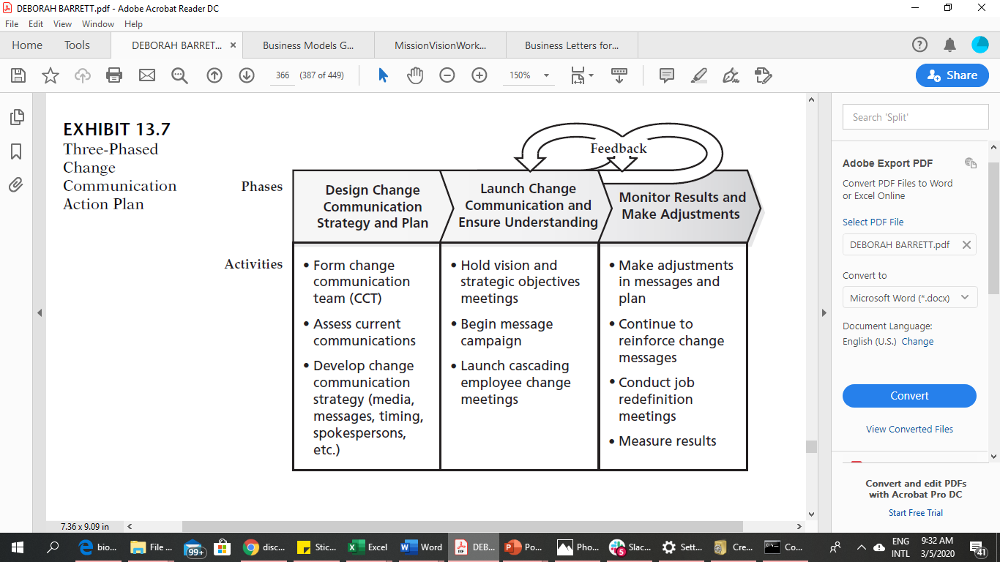 DEBORAH BARRETT.pdf - Adobe Acrobat Reader DC
File Edit View Window Help
Home Tools DEBORAH BARRET... × Business Models G... MissionVisionWork... Business Letters for...
366 (387 of 449) 150% Share
EXHIBIT 13.7
Three-Phased
Change
Communication
Action Plan
Feedback
Phases
Design Change
Communication
Strategy and Plan
Launch Change
Communication and
Ensure Understanding
Monitor Results and
Make Adjustments
Activities
• Form change
communication
team (CCT)
• Assess current
communications
• Develop change
communication
strategy (media,
messages, timing,
spokespersons,
etc.)
• Hold vision and
strategic objectives
meetings
• Begin message
campaign
• Launch cascading
employee change
meetings
• Make adjustments
in messages and
plan
• Continue to
reinforce change
messages
• Conduct job
redefinition
meetings
• Measure results
7.36 x 9.09 in
Search 'Split'
Adobe Export PDF
Convert PDF Files to Word
or Excel Online
Select PDF File
DEBORAH BARRETT.pdf
Convert to
Microsoft Word (*.docx)
Document Language:
English (U.S.) Change
Convert
View Converted Files
Convert and edit PDFs
with Acrobat Pro DC
Start Free Trial
bio... File ... 99+ disc... Stic... Excel Word DEB... Po... Pho... Slac... 5 Sett... Cre... Co... ENG 9:32 AM
INTL 3/5/2020 41